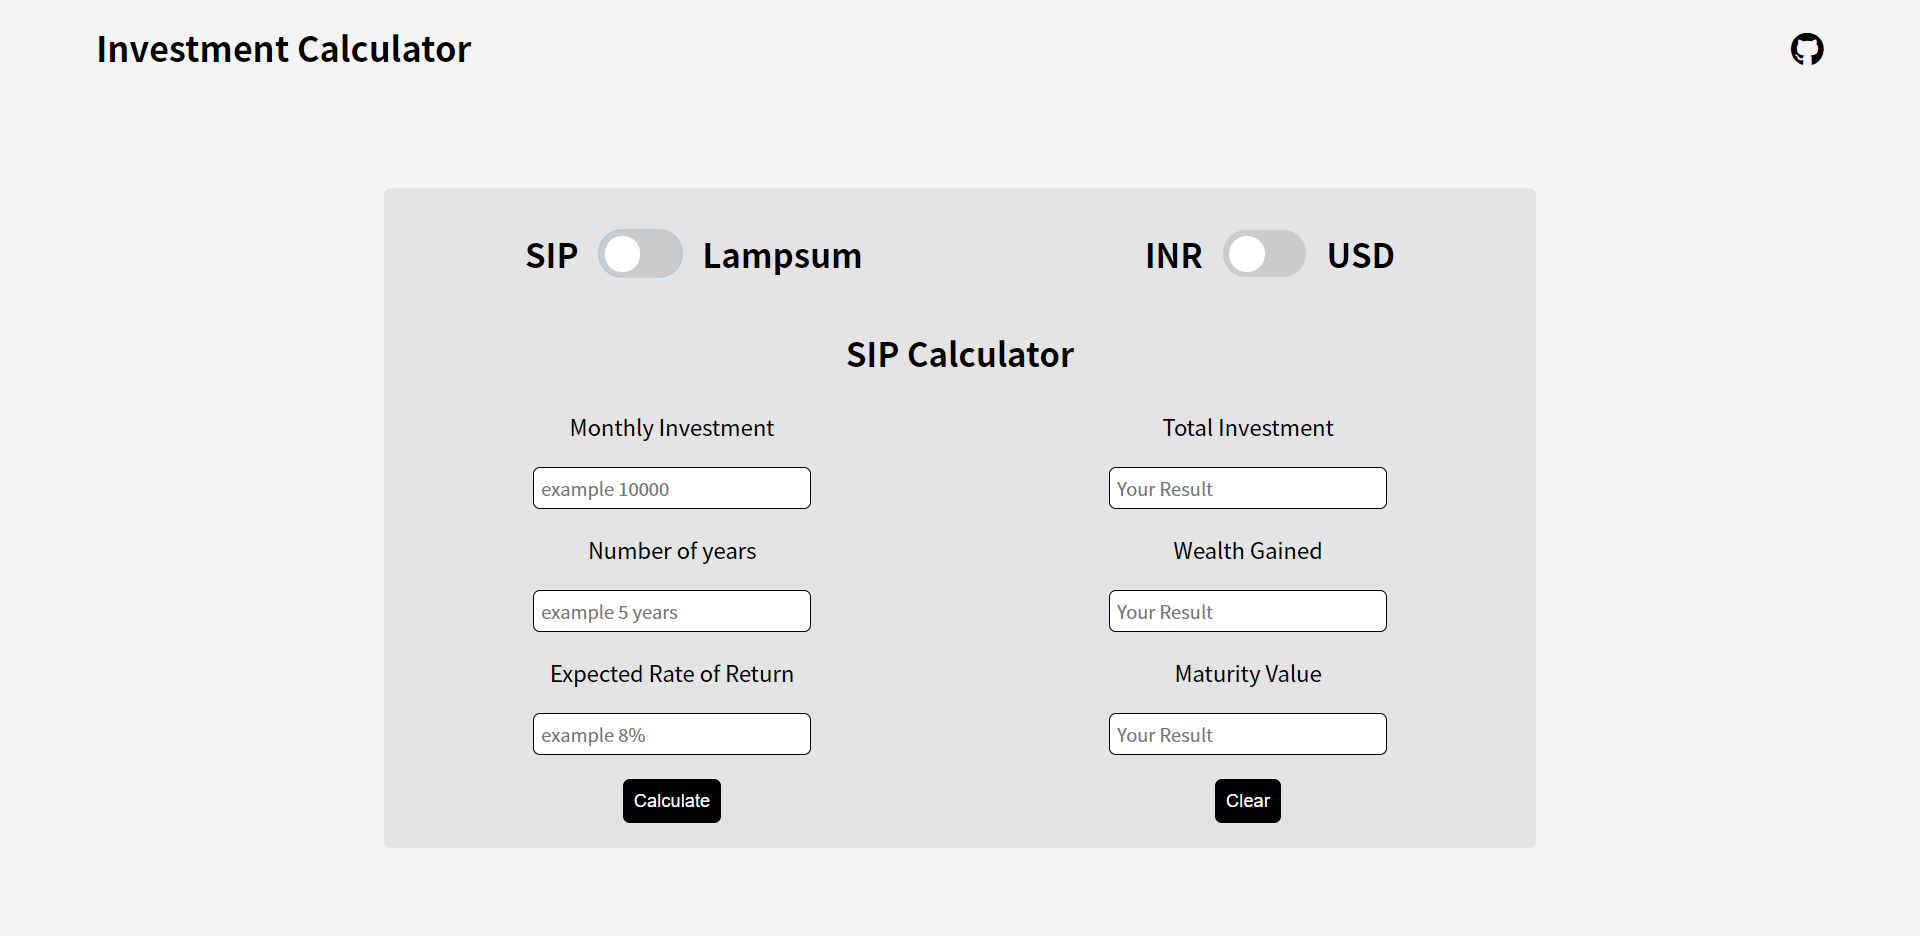 Investment Calculator
SIP Lampsum INR USD
SIP Calculator
Monthly Investment
example 10000
Number of years
example 5 years
Expected Rate of Return
example 8%
Calculate
Total Investment
Your Result
Wealth Gained
Your Result
Maturity Value
Your Result
Clear